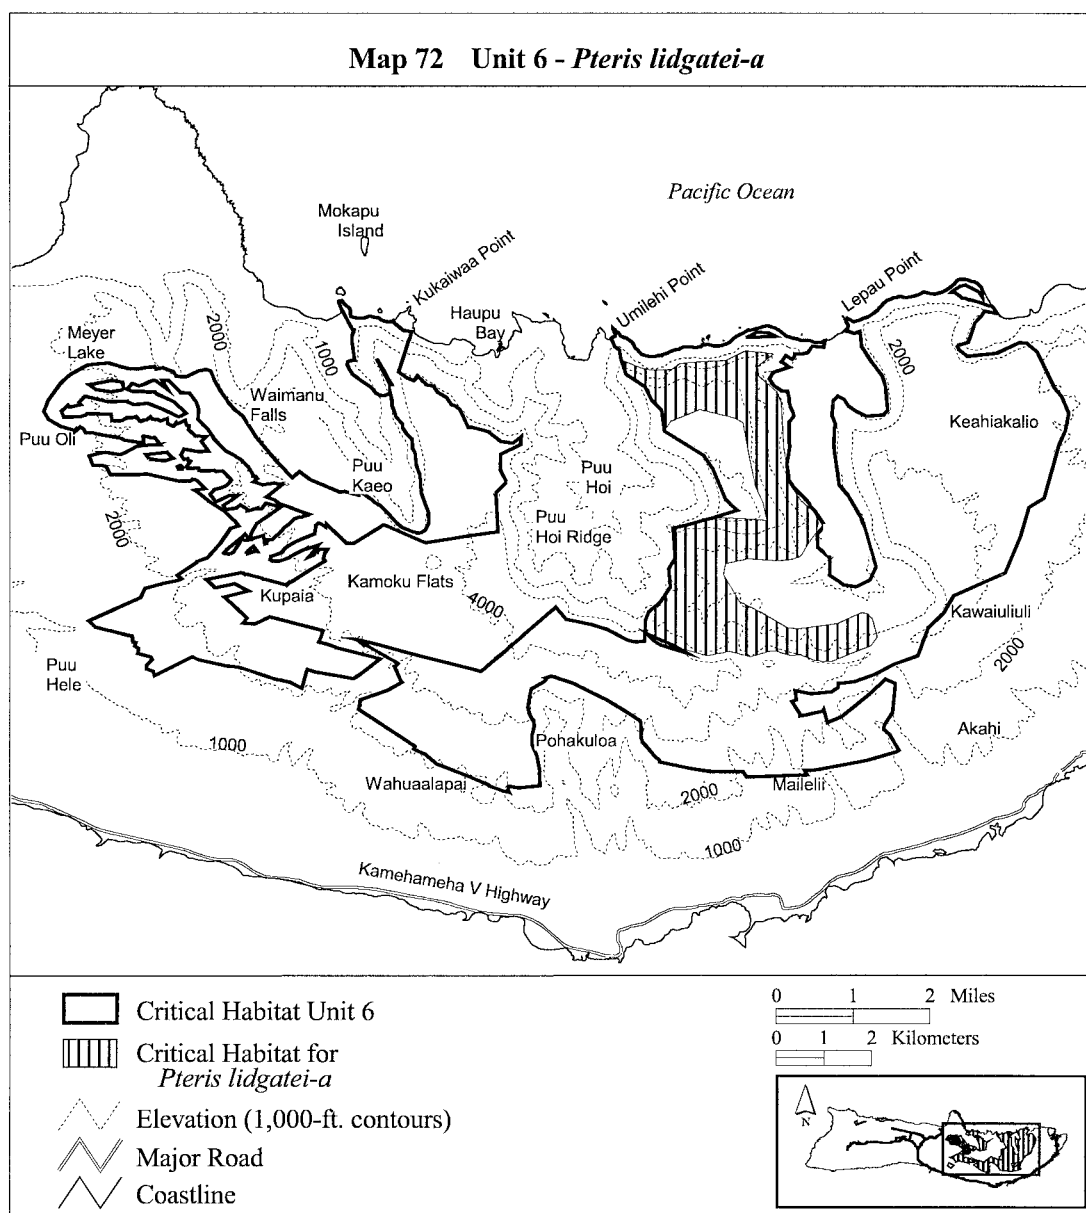 Map 72 Unit 6 - Pteris lidgatei-a
Pacific Ocean
Mokapu
Island
Kukaiwaa Point
Haupu
Bay
Umilehi Point
Lepau Point
Meyer
Lake
2000
1000
2000
Waimanu
Falls
Keahiakalio
Puu Oli
Puu
Kaeo
Puu
Hoi
Puu
Hoi Ridge
2000
Kamoku Flats
Kupaia
4000
Kawaiuliuli
2000
Puu
Hele
1000
Pohakuloa
Akahi
Wahuaalapai
2000
Mailelii
1000
Kamehameha V Highway
Critical Habitat Unit 6
Critical Habitat for
Pteris lidgatei-a
Elevation (1,000-ft. contours)
Major Road
Coastline
0 1 2 Miles
0 1 2 Kilometers
N